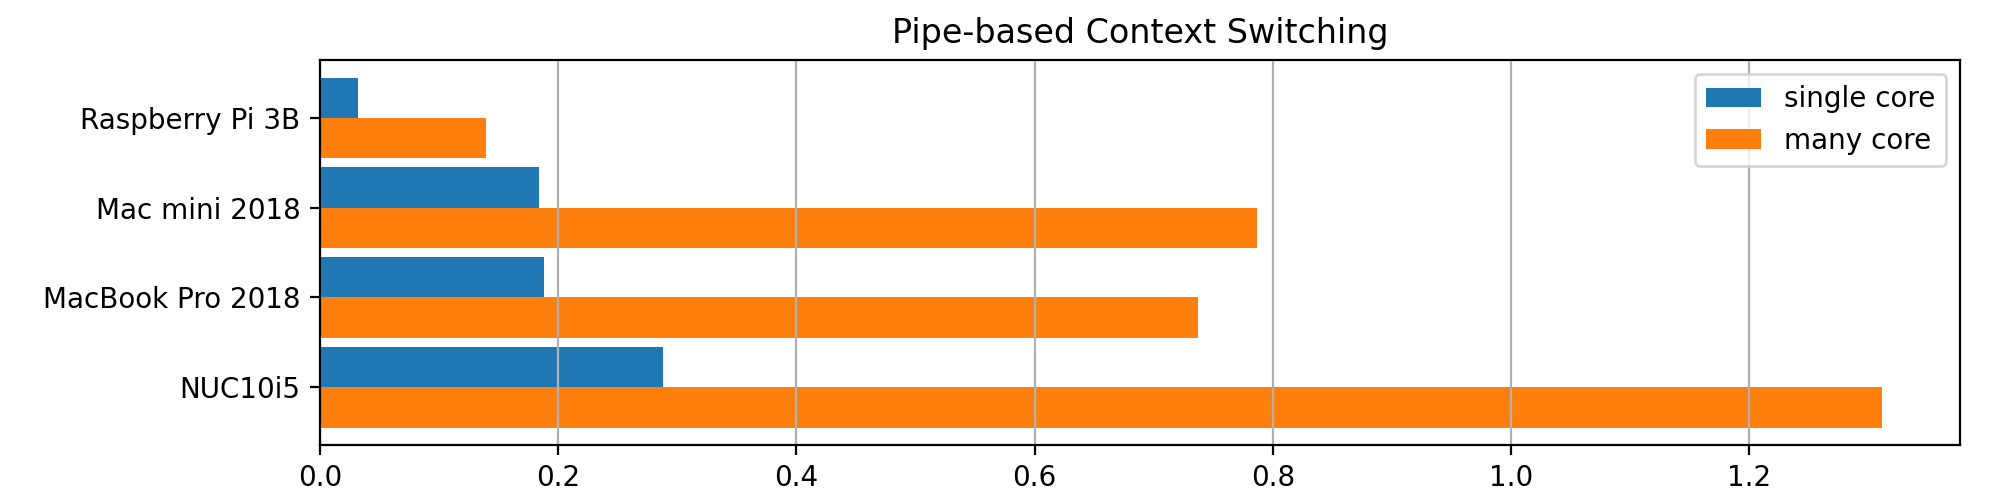 Pipe-based Context Switching
single core
many core
Raspberry Pi 3B
Mac mini 2018
MacBook Pro 2018
NUC10i5
0.0 0.2 0.4 0.6 0.8 1.0 1.2